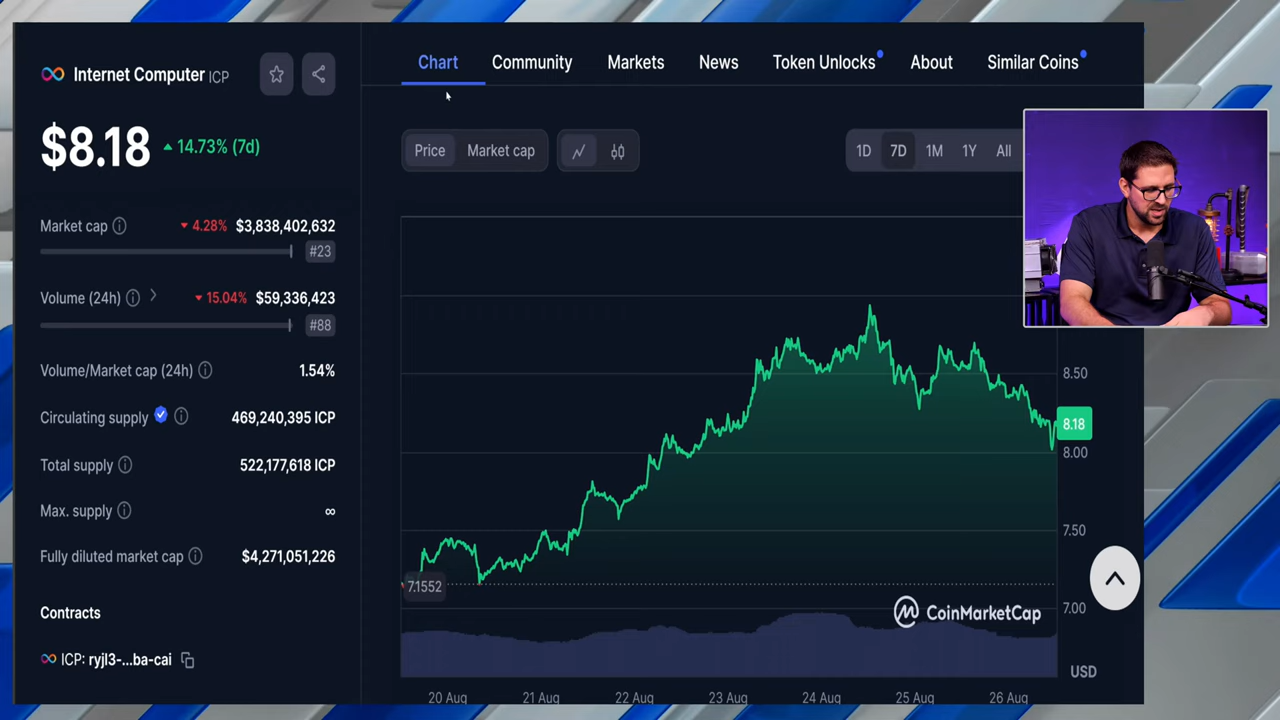 Internet Computer ICP
$8.18 14.73% (7d)
Market cap 4.28% $3,838,402,632
#23
Volume (24h) 15.04% $59,336,423
#88
Volume/Market cap (24h) 1.54%
Circulating supply 469,240,395 ICP
Total supply 522,177,618 ICP
Max. supply ∞
Fully diluted market cap $4,271,051,226
Contracts
ICP: ryjl3-...ba-cai
Chart Community Markets News Token Unlocks About Similar Coins
Price Market cap
1D 7D 1M 1Y All
8.50
8.18
8.00
7.50
7.1552
7.00
CoinMarketCap
USD
20 Aug 21 Aug 22 Aug 23 Aug 24 Aug 25 Aug 26 Aug